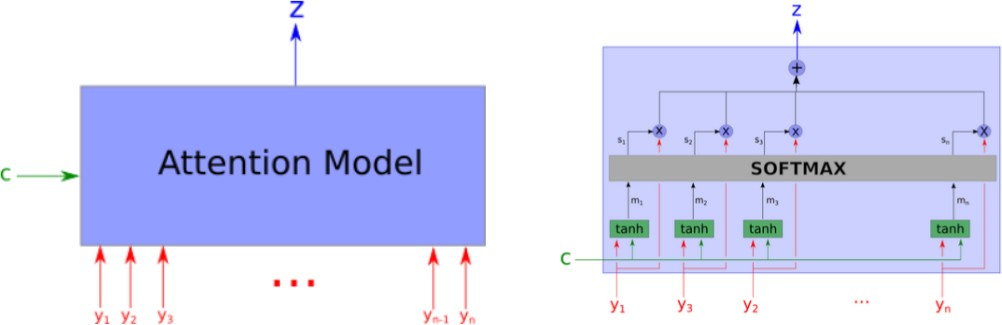 z
Attention Model
c
y1 y2 y3 ... yn-1 yn
z
+
x x x x
s1 s2 s3 sn
SOFTMAX
m1 m2 m3 mn
tanh tanh tanh tanh
c
y1 y3 y2 ... yn